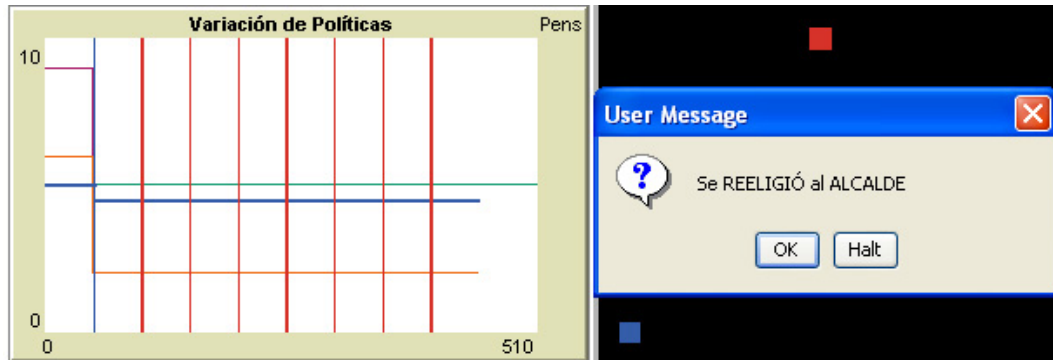 Variación de Políticas
Pens
10
0
0
510
User Message
Se REELIGIÓ al ALCALDE
OK
Halt